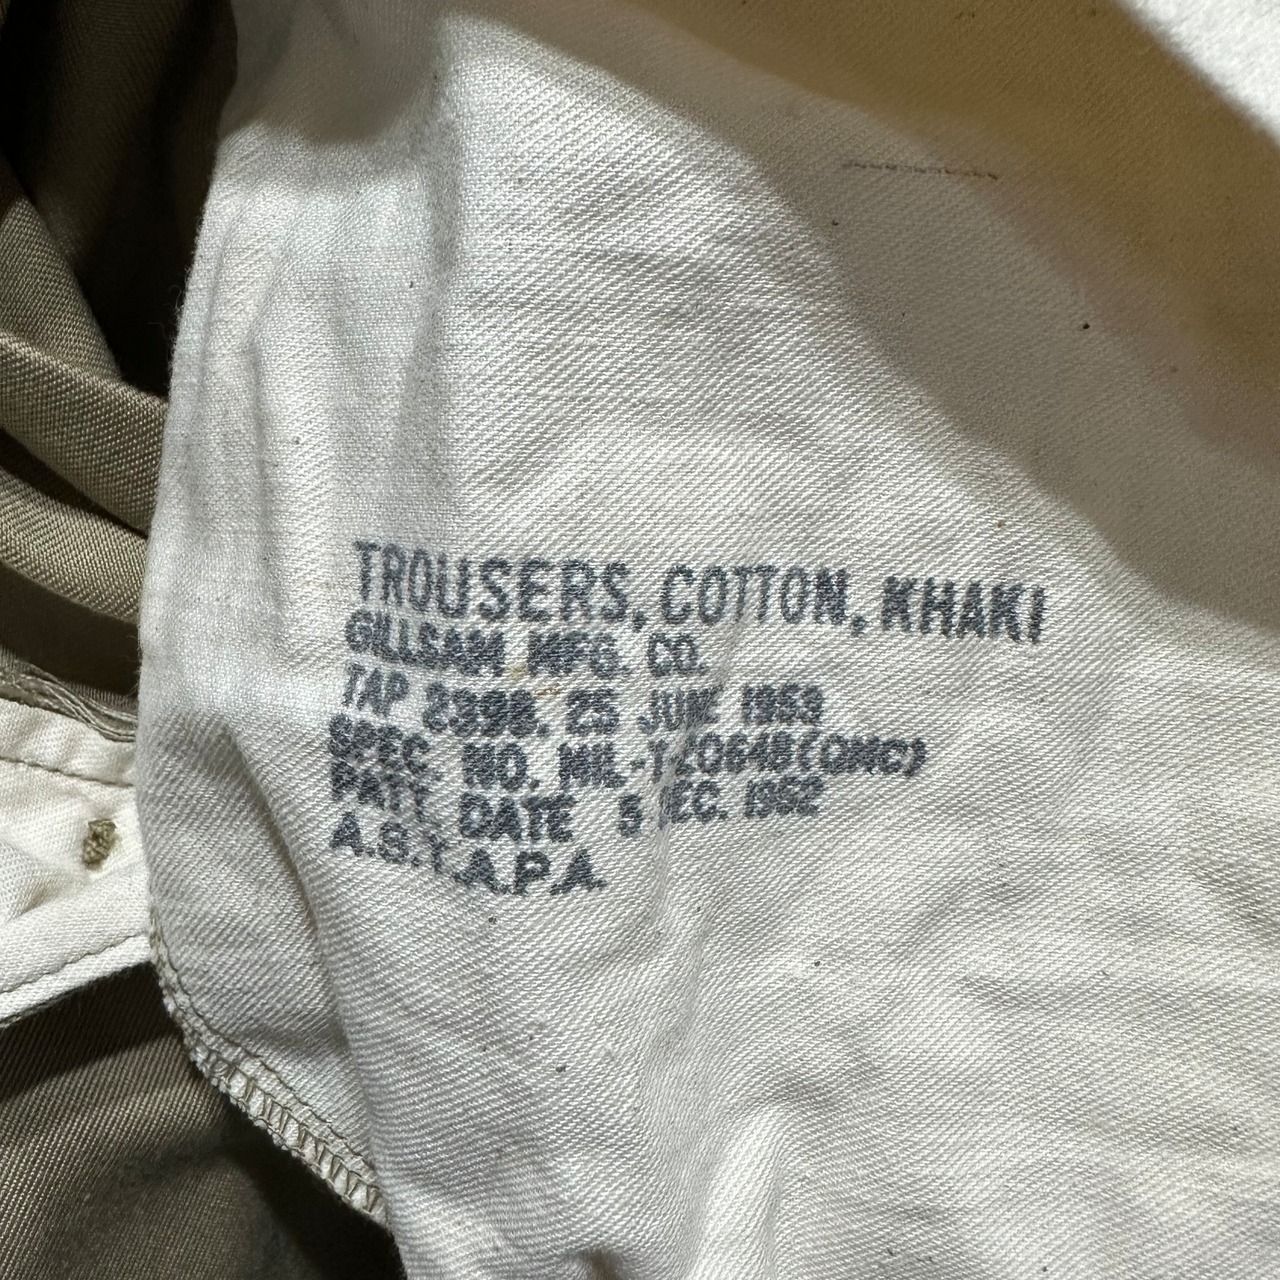 TROUSERS, COTTON, KHAKI
GILLSAM MFG. CO.
TAP 2398. 25 JUNE 1953
SPEC. NO. MIL-T-20648(QMC)
PATT. DATE 5 DEC. 1952
A.S.T.A.P.A.